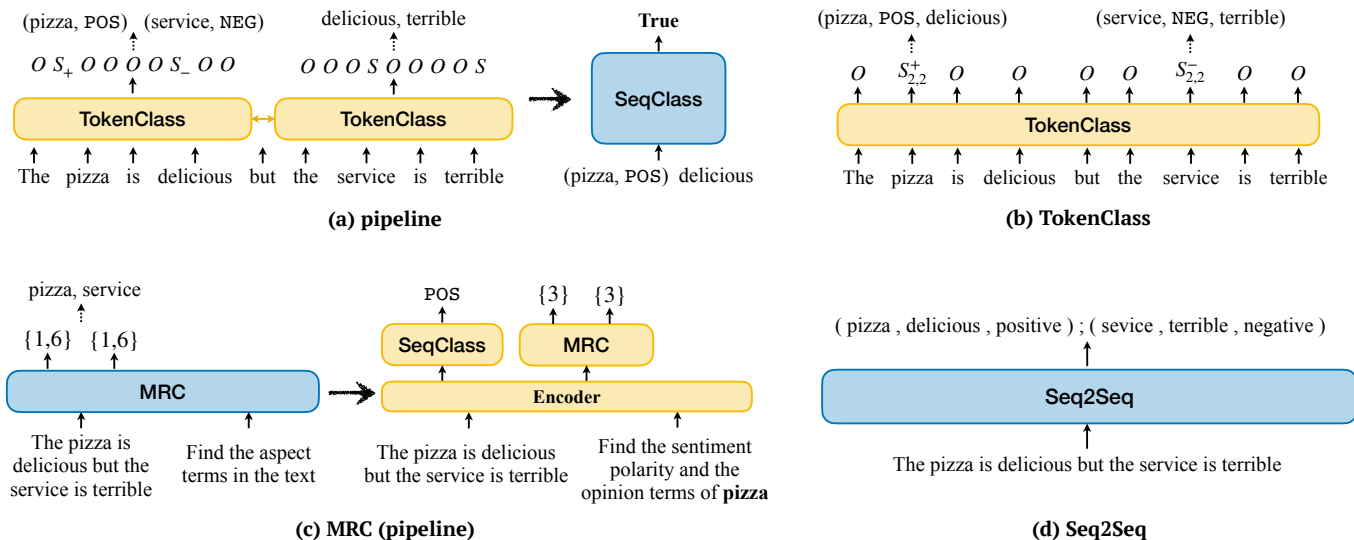 (pizza, POS) (service, NEG)
delicious, terrible
True
O S+ O O O O S− O O
O O O S O O O O S
TokenClass
TokenClass
SeqClass
The pizza is delicious but the service is terrible
(pizza, POS) delicious
(a) pipeline
(pizza, POS, delicious)
(service, NEG, terrible)
O S⁺2,2 O O O O S⁻2,2 O O
TokenClass
The pizza is delicious but the service is terrible
(b) TokenClass
pizza, service
{1,6} {1,6}
MRC
The pizza is
delicious but the
service is terrible
Find the aspect
terms in the text
POS
{3} {3}
SeqClass
MRC
Encoder
The pizza is delicious
but the service is terrible
Find the sentiment
polarity and the
opinion terms of pizza
(c) MRC (pipeline)
( pizza , delicious , positive ) ; ( sevice , terrible , negative )
Seq2Seq
The pizza is delicious but the service is terrible
(d) Seq2Seq